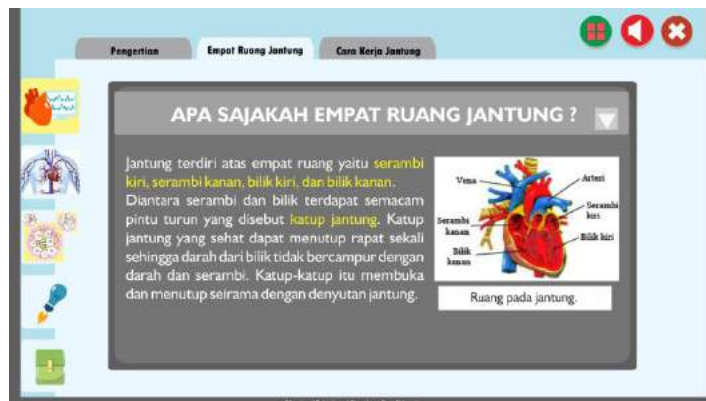 Pengertian
Empat Ruang Jantung
Cara Kerja Jantung
APA SAJAKAH EMPAT RUANG JANTUNG ?
Jantung terdiri atas empat ruang yaitu serambi
kiri, serambi kanan, bilik kiri, dan bilik kanan.
Diantara serambi dan bilik terdapat semacam
pintu turun yang disebut katup jantung. Katup
jantung yang sehat dapat menutup rapat sekali
sehingga darah dari bilik tidak bercampur dengan
darah dan serambi. Katup-katup itu membuka
dan menutup seirama dengan denyutan jantung.
Vena
Arteri
Serambi
kiri
Serambi
kanan
Bilik kiri
Bilik
kanan
Ruang pada jantung.